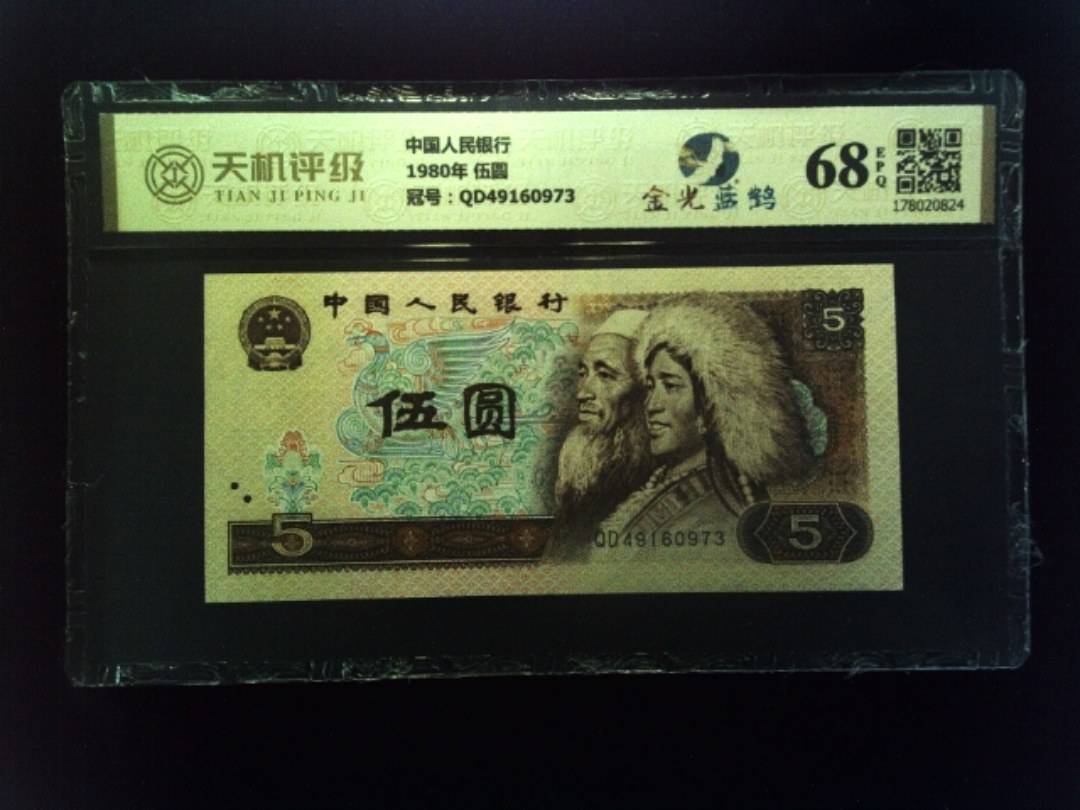 天机评级
TIAN JI PING JI
中国人民银行
1980年 伍圆
冠号：QD49160973
金光蓝鹤
68 EPQ
178020824
中国人民银行
5
伍圆
5
QD49160973
5